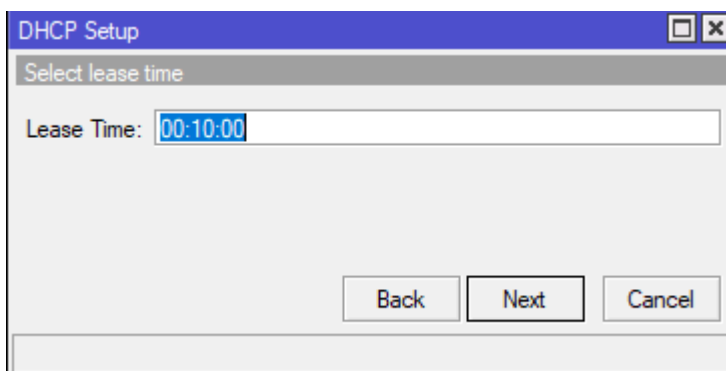 DHCP Setup
Select lease time
Lease Time: 00:10:00
Back Next Cancel